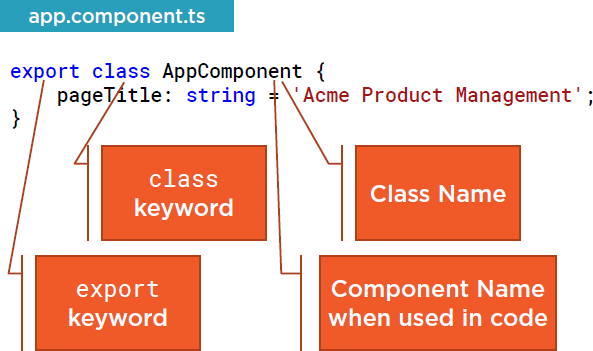 app.component.ts
export class AppComponent {
    pageTitle: string = 'Acme Product Management';
}
class
keyword
Class Name
export
keyword
Component Name
when used in code